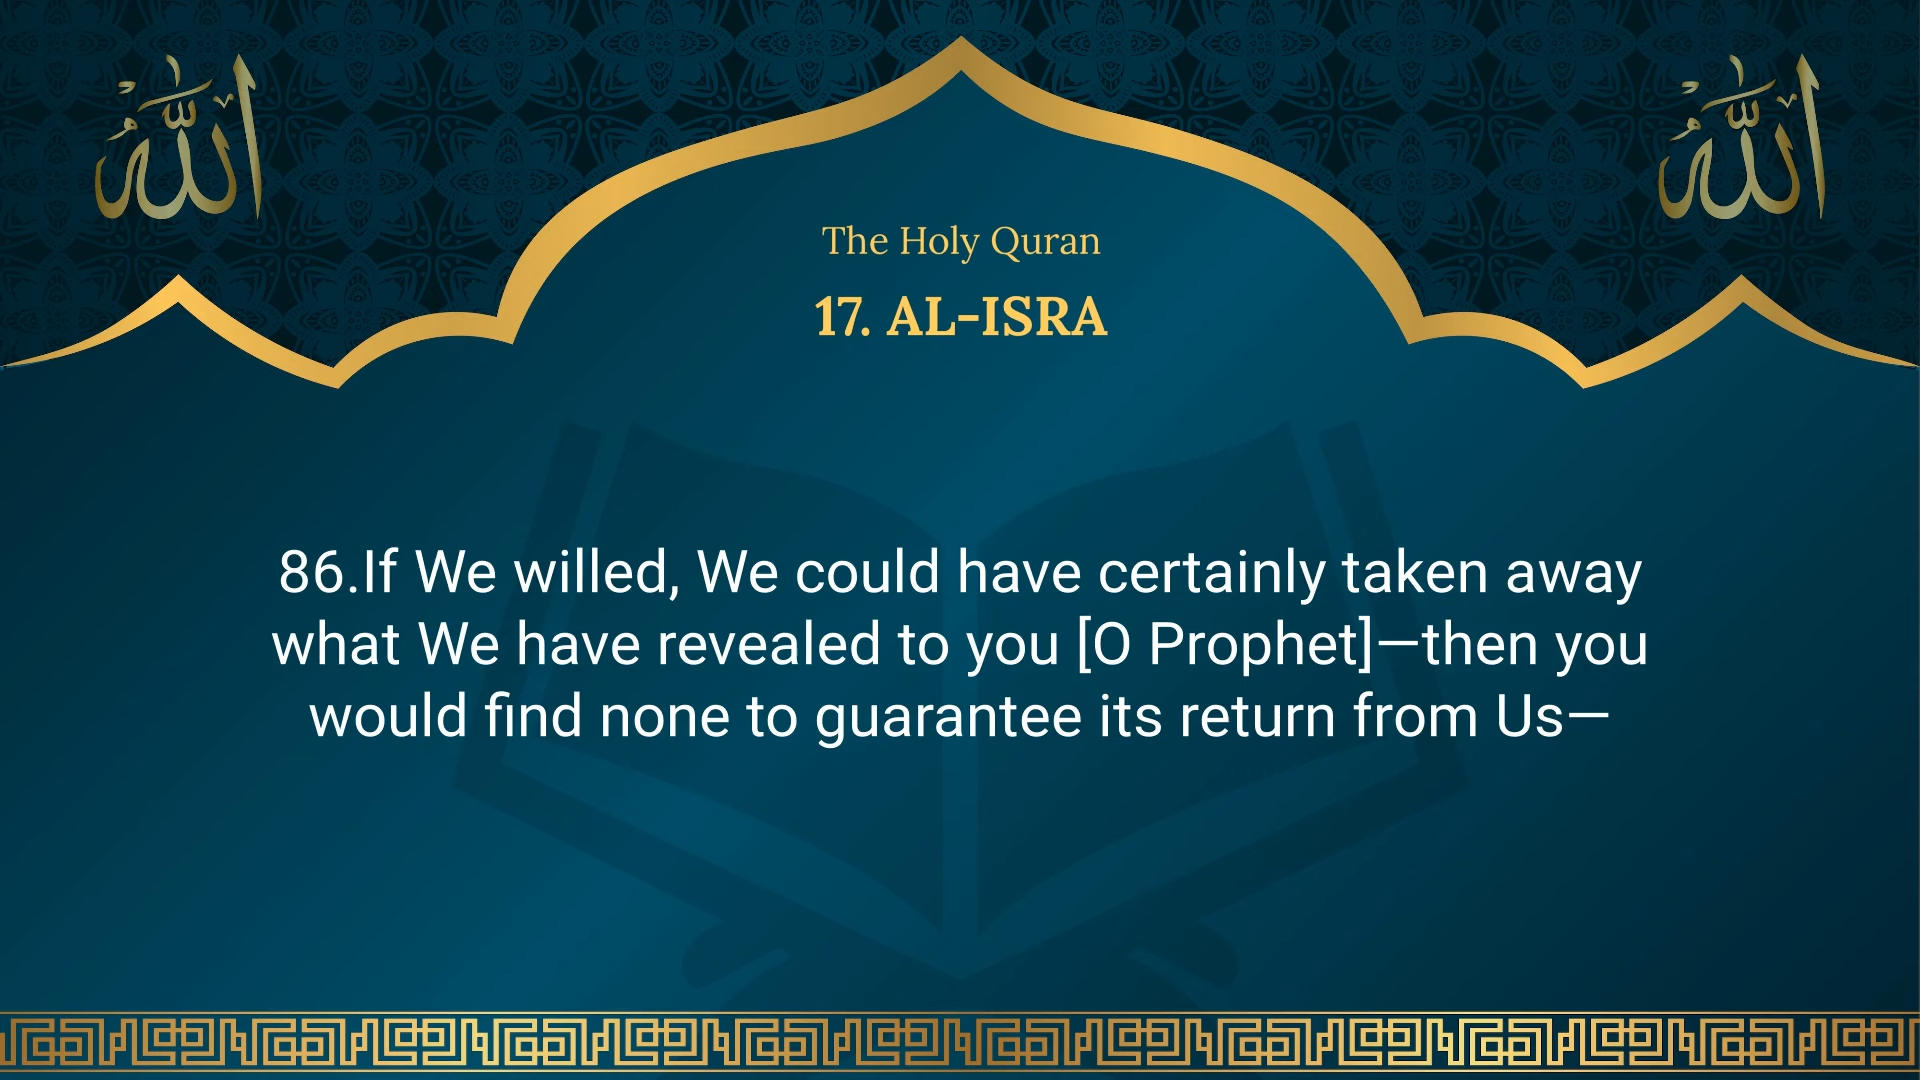 الله
الله
The Holy Quran
17. AL-ISRA
86.If We willed, We could have certainly taken away
what We have revealed to you [O Prophet]—then you
would find none to guarantee its return from Us—